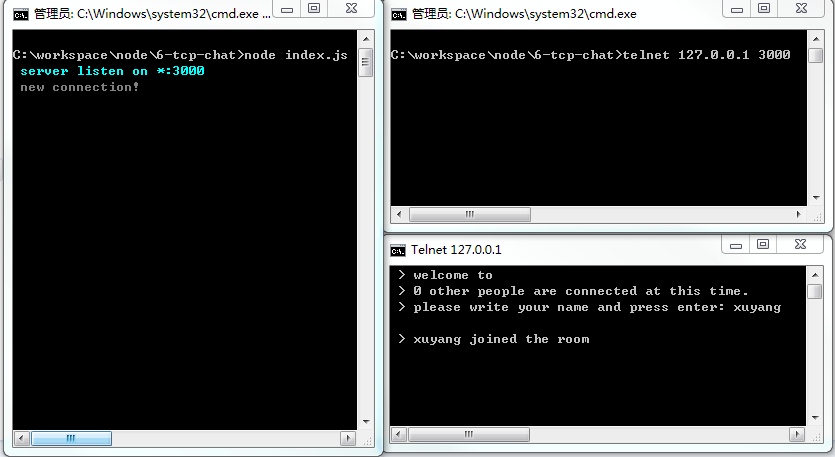 管理员: C:\Windows\system32\cmd.exe ...
C:\workspace\node\6-tcp-chat>node index.js
server listen on *:3000
new connection!
管理员: C:\Windows\system32\cmd.exe
C:\workspace\node\6-tcp-chat>telnet 127.0.0.1 3000
Telnet 127.0.0.1
> welcome to
> 0 other people are connected at this time.
> please write your name and press enter: xuyang
> xuyang joined the room